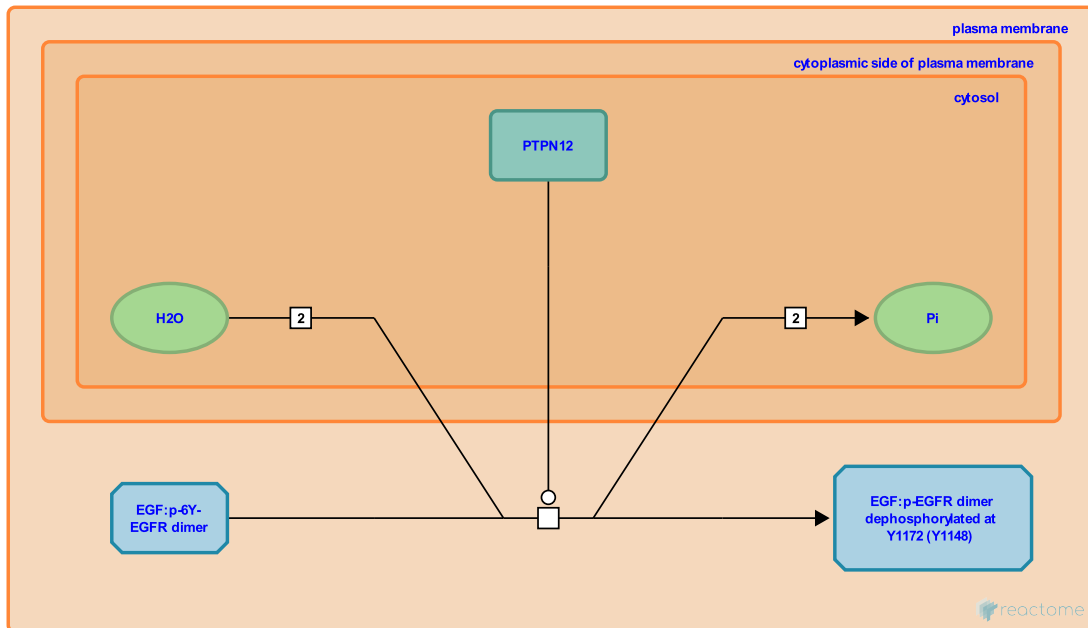 plasma membrane
cytoplasmic side of plasma membrane
cytosol
PTPN12
H2O
2
2
Pi
EGF:p-6Y-
EGFR dimer
EGF:p-EGFR dimer
dephosphorylated at
Y1172 (Y1148)
reactome